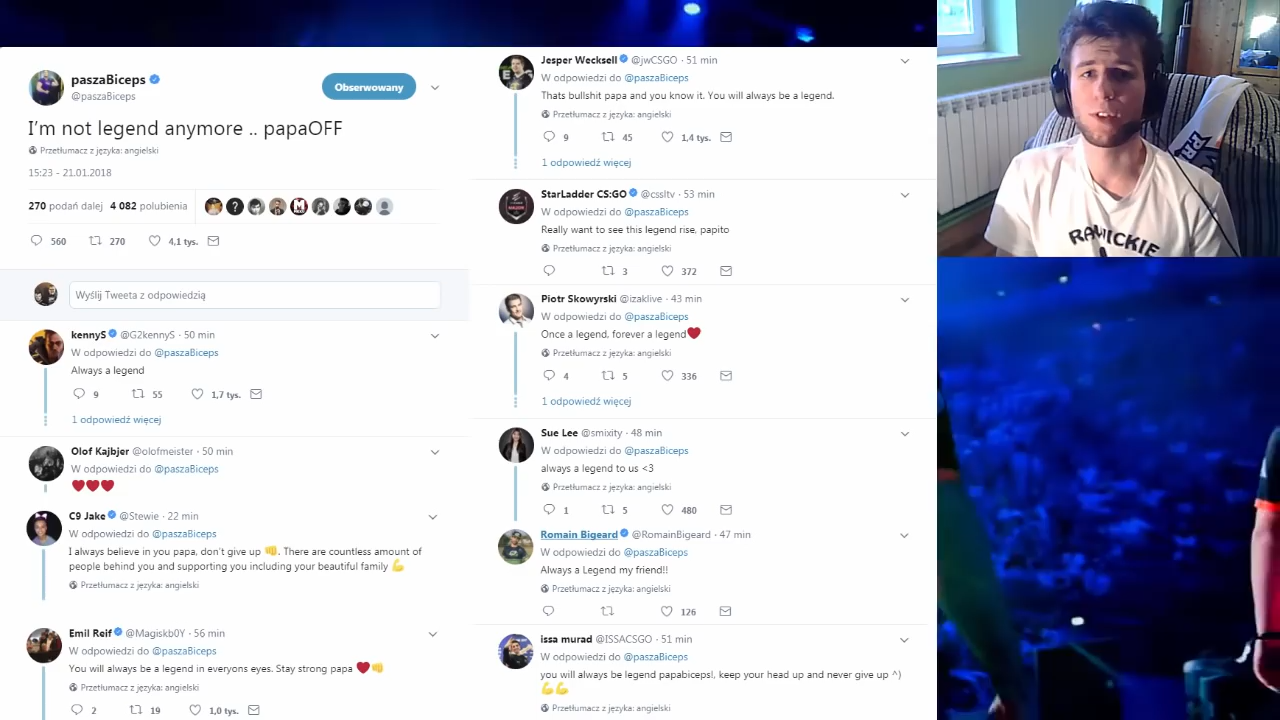 paszaBiceps
@paszaBiceps
Obserwowany
I'm not legend anymore .. papaOFF
Przetłumacz z języka: angielski
15:23 - 21.01.2018
270 podań dalej 4 082 polubienia
560 270 4,1 tys.
Wyślij Tweeta z odpowiedzią
kennyS @G2kennyS · 50 min
W odpowiedzi do @paszaBiceps
Always a legend
9 55 1,7 tys.
1 odpowiedź więcej
Olof Kajbjer @olofmeister · 50 min
W odpowiedzi do @paszaBiceps
❤❤❤
C9 Jake @Stewie · 22 min
W odpowiedzi do @paszaBiceps
I always believe in you papa, don't give up 👊. There are countless amount of
people behind you and supporting you including your beautiful family 💪
Przetłumacz z języka: angielski
Emil Reif @Magiskb0Y · 56 min
W odpowiedzi do @paszaBiceps
You will always be a legend in everyons eyes. Stay strong papa ❤👊
Przetłumacz z języka: angielski
2 19 1,0 tys.
Jesper Wecksell @jwCSGO · 51 min
W odpowiedzi do @paszaBiceps
Thats bullshit papa and you know it. You will always be a legend.
Przetłumacz z języka: angielski
9 45 1,4 tys.
1 odpowiedź więcej
StarLadder CS:GO @cssltv · 53 min
W odpowiedzi do @paszaBiceps
Really want to see this legend rise, papito
Przetłumacz z języka: angielski
3 372
Piotr Skowyrski @izaklive · 43 min
W odpowiedzi do @paszaBiceps
Once a legend, forever a legend❤
Przetłumacz z języka: angielski
4 5 336
1 odpowiedź więcej
Sue Lee @smixity · 48 min
W odpowiedzi do @paszaBiceps
always a legend to us <3
Przetłumacz z języka: angielski
1 5 480
Romain Bigeard @RomainBigeard · 47 min
W odpowiedzi do @paszaBiceps
Always a Legend my friend!!
Przetłumacz z języka: angielski
126
issa murad @ISSACSGO · 51 min
W odpowiedzi do @paszaBiceps
you will always be legend papabiceps!, keep your head up and never give up ^)
💪💪
Przetłumacz z języka: angielski